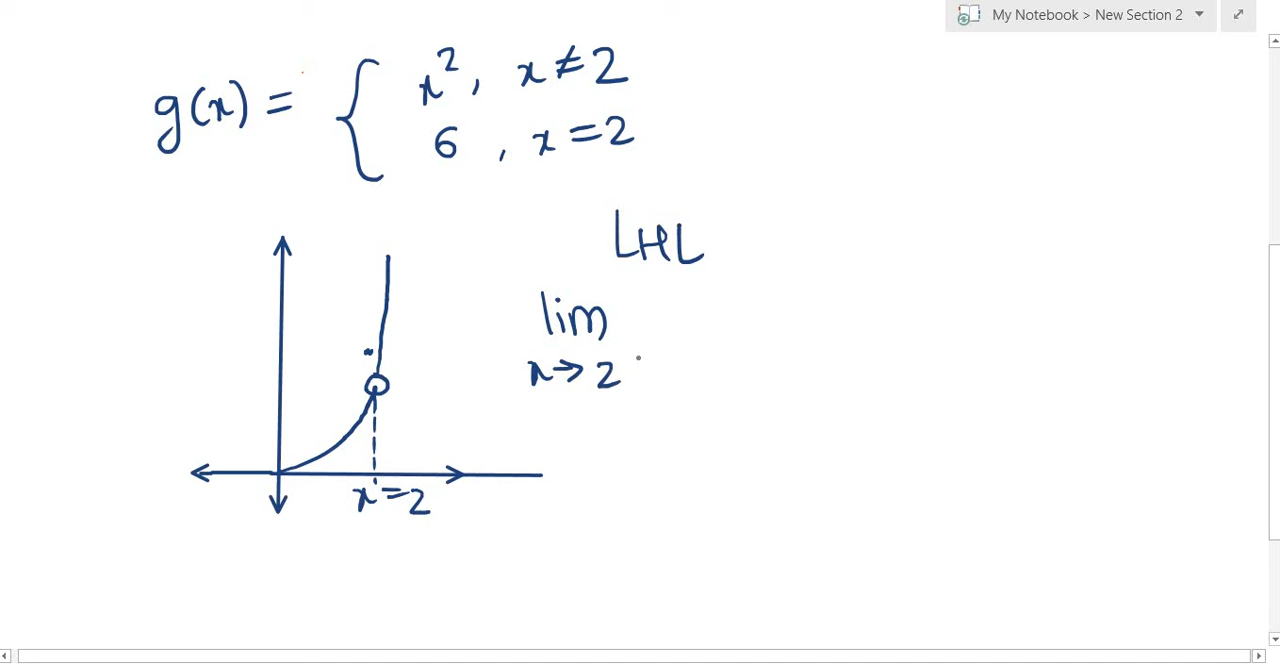 My Notebook > New Section 2
g(x) = { x², x ≠ 2
6 , x = 2
LHL
lim
x → 2
x = 2